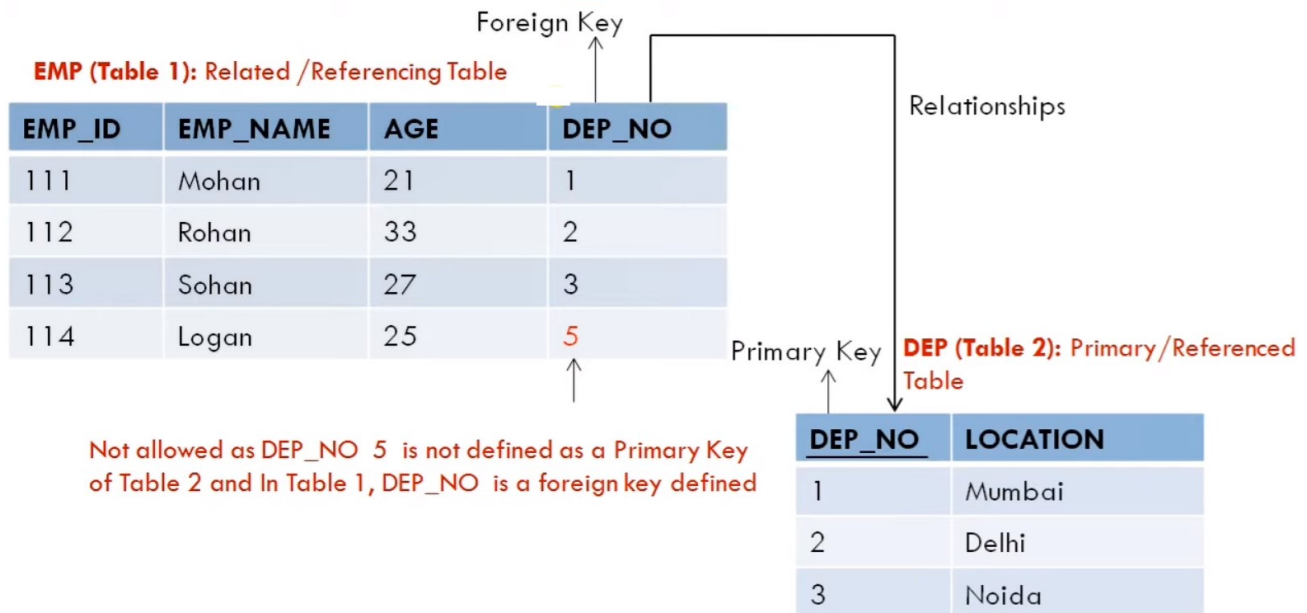 Foreign Key
EMP (Table 1): Related /Referencing Table
Relationships
EMP_ID EMP_NAME AGE DEP_NO
111 Mohan 21 1
112 Rohan 33 2
113 Sohan 27 3
114 Logan 25 5
Primary Key
DEP (Table 2): Primary/Referenced
Table
Not allowed as DEP_NO 5 is not defined as a Primary Key
of Table 2 and In Table 1, DEP_NO is a foreign key defined
DEP_NO LOCATION
1 Mumbai
2 Delhi
3 Noida